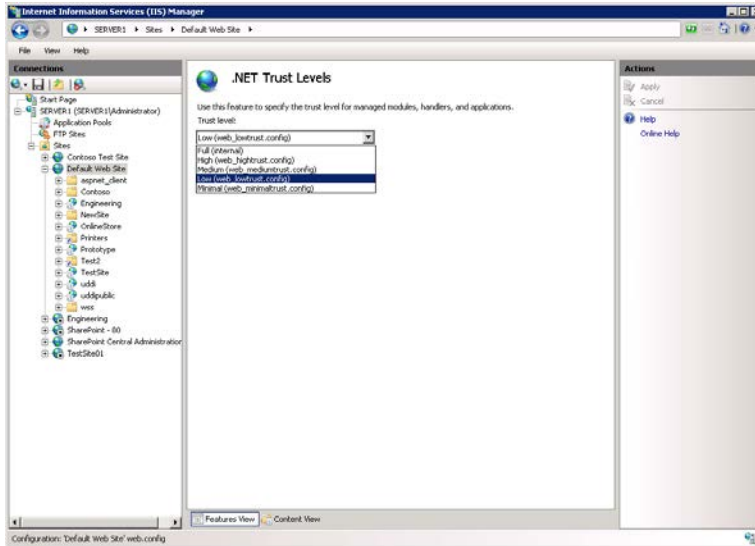 Internet Information Services (IIS) Manager
SERVER1 Sites Default Web Site
File View Help
Connections
Start Page
SERVER1 (SERVER1\Administrator)
Application Pools
FTP Sites
Sites
Contoso Test Site
Default Web Site
aspnet_client
Contoso
Engineering
NewSite
OnlineStore
Printers
Prototype
Test2
TestSite
uddi
uddipublic
wss
Engineering
SharePoint - 80
SharePoint Central Administration
TestSite01
.NET Trust Levels
Use this feature to specify the trust level for managed modules, handlers, and applications.
Trust level:
Low (web_lowtrust.config)
Full (internal)
High (web_hightrust.config)
Medium (web_mediumtrust.config)
Low (web_lowtrust.config)
Minimal (web_minimaltrust.config)
Features View Content View
Actions
Apply
Cancel
Help
Online Help
Configuration: 'Default Web Site' web.config